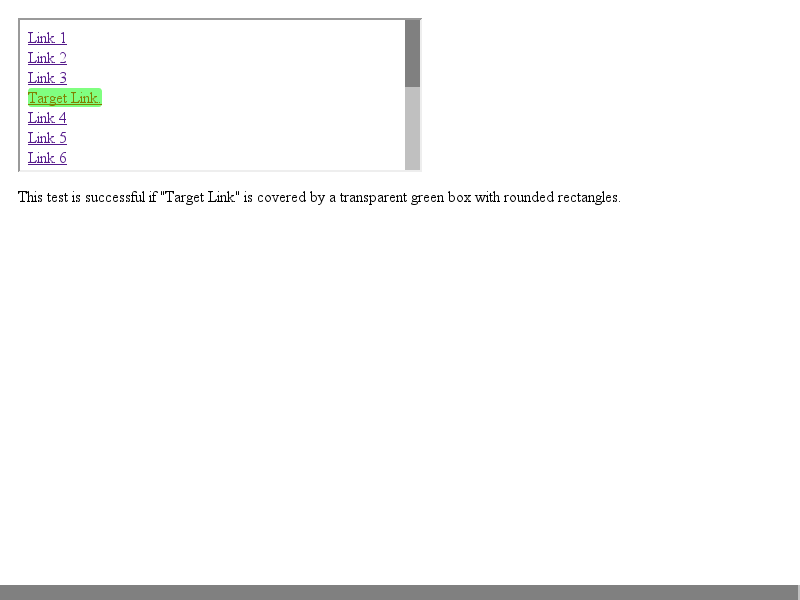 Link 1
Link 2
Link 3
Target Link.
Link 4
Link 5
Link 6
This test is successful if "Target Link" is covered by a transparent green box with rounded rectangles.